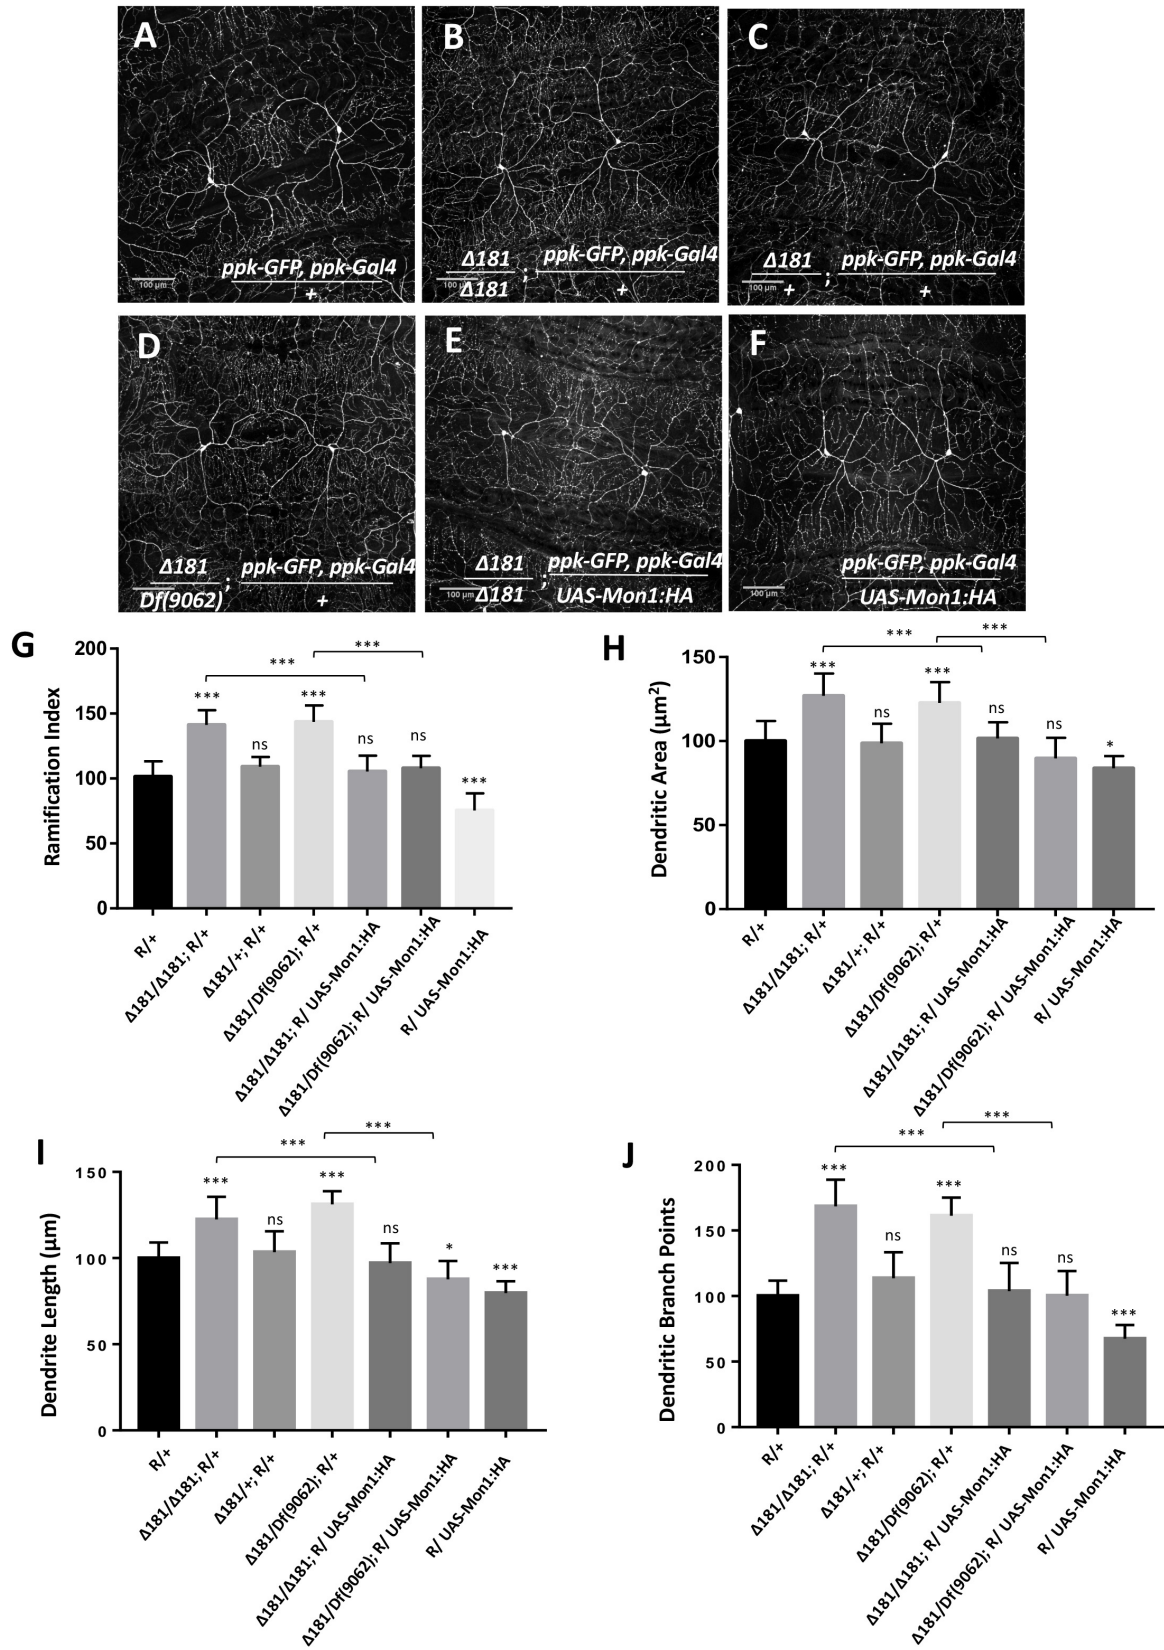 A
ppk-GFP, ppk-Gal4
+
100 µm
B
Δ181 ; ppk-GFP, ppk-Gal4
Δ181 +
C
Δ181 ; ppk-GFP, ppk-Gal4
+ +
100 µm
D
Δ181 ; ppk-GFP, ppk-Gal4
Df(9062) +
E
Δ181 ; ppk-GFP, ppk-Gal4
Δ181 UAS-Mon1:HA
100 µm
F
ppk-GFP, ppk-Gal4
UAS-Mon1:HA
100 µm
G
Ramification Index
200
150
100
50
0
***
***
***
ns
***
ns
ns
***
R/+
Δ181/Δ181; R/+
Δ181/+; R/+
Δ181/Df(9062); R/+
Δ181/Δ181; R/ UAS-Mon1:HA
Δ181/Df(9062); R/ UAS-Mon1:HA
R/ UAS-Mon1:HA
H
Dendritic Area (µm²)
150
100
50
0
***
***
***
ns
***
ns
ns
*
R/+
Δ181/Δ181; R/+
Δ181/+; R/+
Δ181/Df(9062); R/+
Δ181/Δ181; R/ UAS-Mon1:HA
Δ181/Df(9062); R/ UAS-Mon1:HA
R/ UAS-Mon1:HA
I
Dendrite Length (µm)
150
100
50
0
***
***
***
ns
***
ns
*
***
R/+
Δ181/Δ181; R/+
Δ181/+; R/+
Δ181/Df(9062); R/+
Δ181/Δ181; R/ UAS-Mon1:HA
Δ181/Df(9062); R/ UAS-Mon1:HA
R/ UAS-Mon1:HA
J
Dendritic Branch Points
200
150
100
50
0
***
***
***
ns
***
ns
ns
***
R/+
Δ181/Δ181; R/+
Δ181/+; R/+
Δ181/Df(9062); R/+
Δ181/Δ181; R/ UAS-Mon1:HA
Δ181/Df(9062); R/ UAS-Mon1:HA
R/ UAS-Mon1:HA